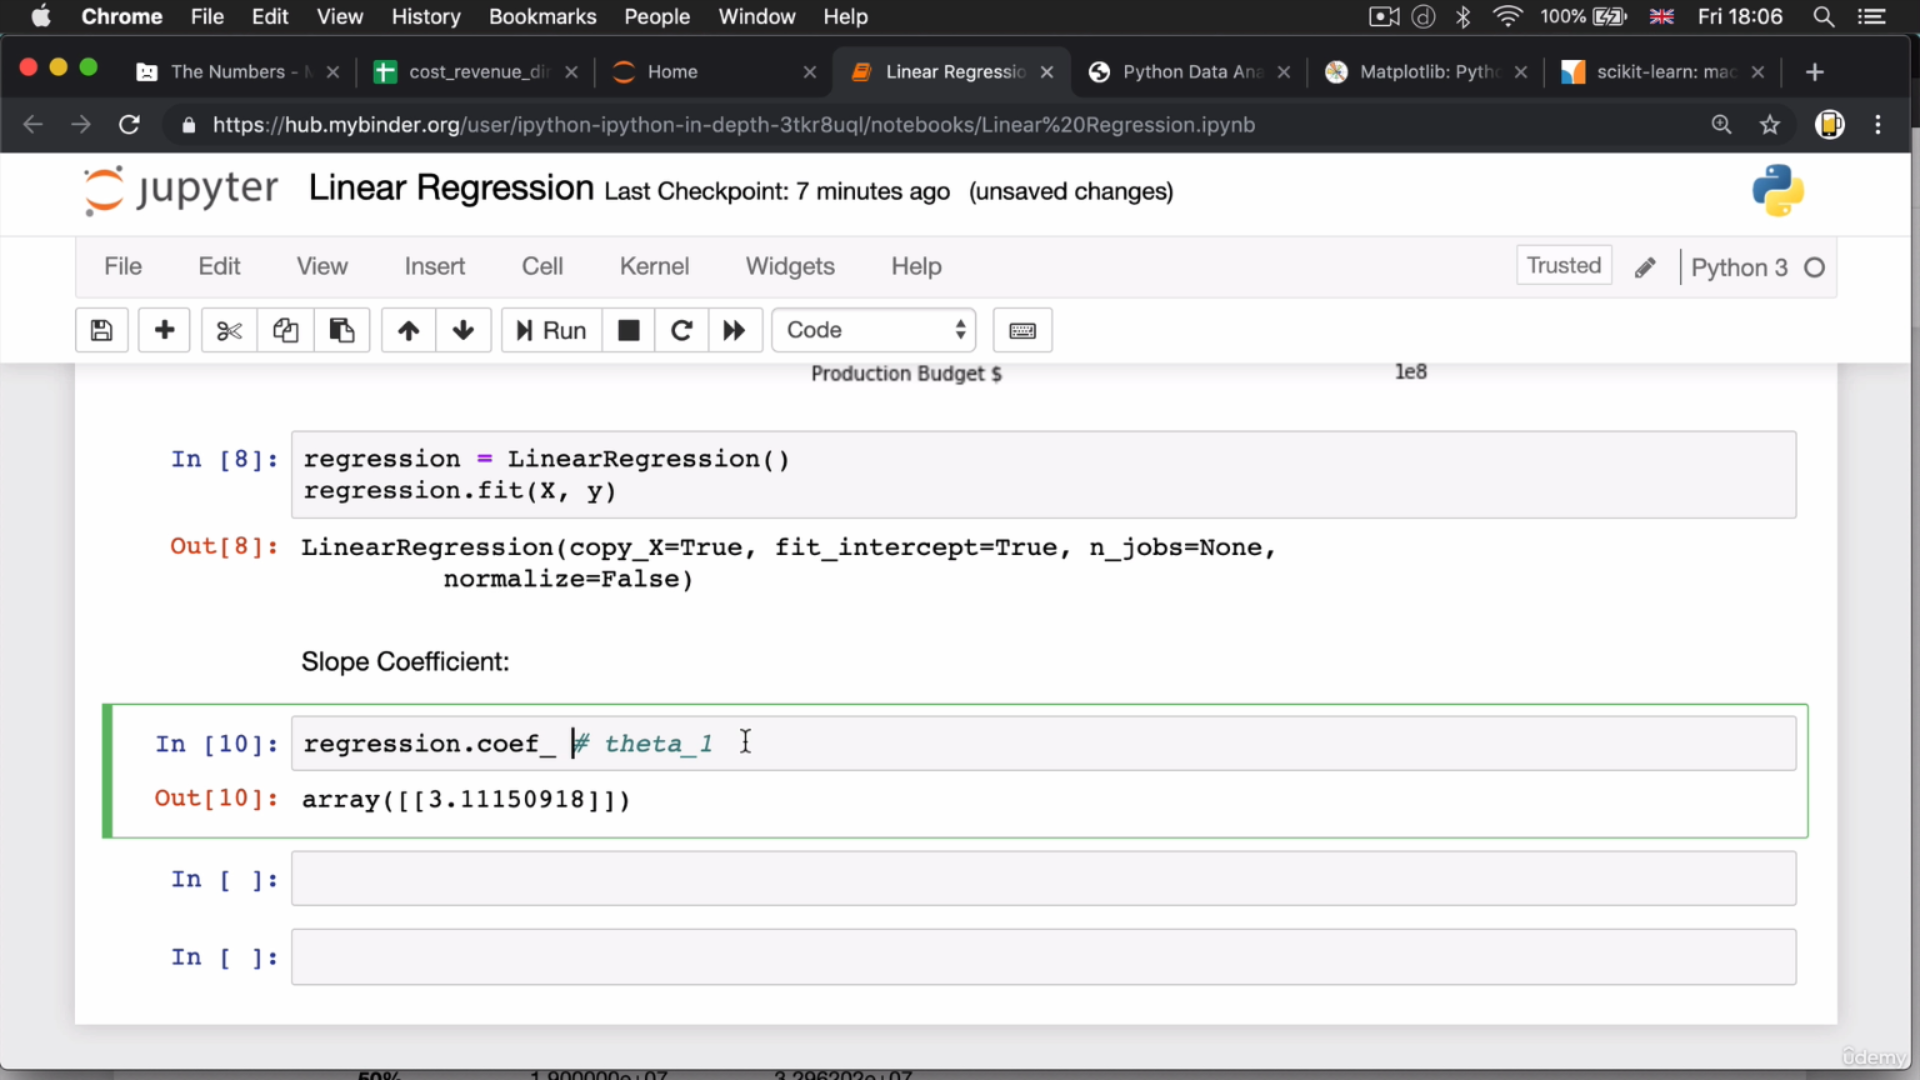 Chrome File Edit View History Bookmarks People Window Help 100% Fri 18:06
The Numbers - cost_revenue_dir Home Linear Regressio Python Data Ana Matplotlib: Pytho scikit-learn: mac
https://hub.mybinder.org/user/ipython-ipython-in-depth-3tkr8uql/notebooks/Linear%20Regression.ipynb
jupyter Linear Regression Last Checkpoint: 7 minutes ago (unsaved changes)
File Edit View Insert Cell Kernel Widgets Help Trusted Python 3
Run Code
Production Budget $ 1e8
In [8]: regression = LinearRegression()
regression.fit(X, y)
Out[8]: LinearRegression(copy_X=True, fit_intercept=True, n_jobs=None,
normalize=False)
Slope Coefficient:
In [10]: regression.coef_ # theta_1
Out[10]: array([[3.11150918]])
In [ ]:
In [ ]:
udemy
50% 1.900000e+07 3.296202e+07